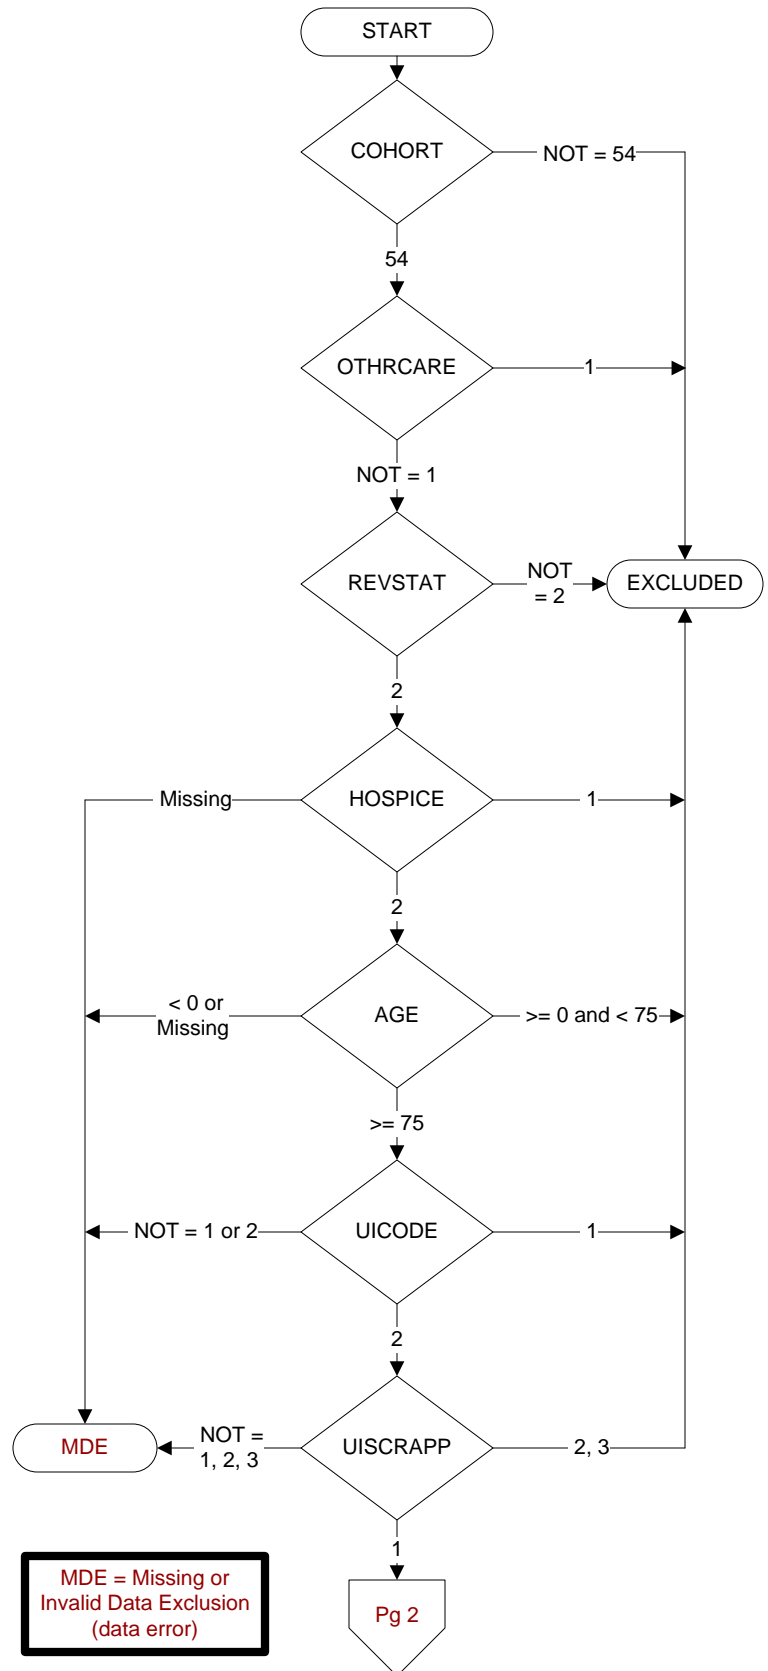 START
COHORT
NOT = 54
54
OTHRCARE
1
NOT = 1
REVSTAT
NOT
= 2
EXCLUDED
2
Missing
HOSPICE
1
2
< 0 or
Missing
AGE
>= 0 and < 75
>= 75
NOT = 1 or 2
UICODE
1
2
MDE
NOT =
1, 2, 3
UISCRAPP
2, 3
1
MDE = Missing or
Invalid Data Exclusion
(data error)
Pg 2